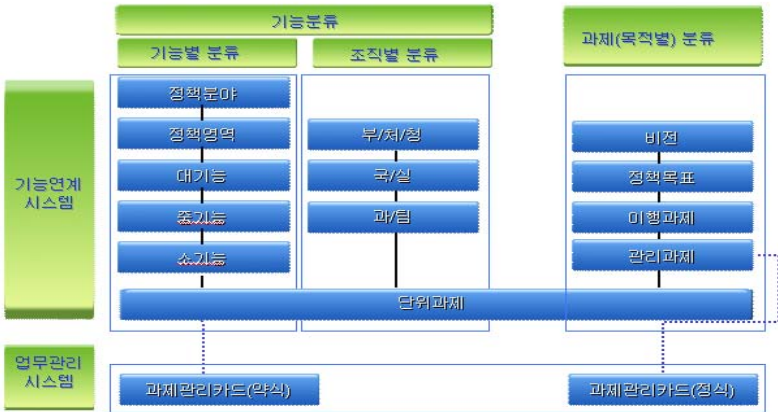 기능분류
과제(목적별) 분류
기능별 분류
조직별 분류
기능연계
시스템
정책분야
정책영역
대기능
중기능
소기능
부/처/청
국/실
과/팀
비전
정책목표
이행과제
관리과제
단위과제
업무관리
시스템
과제관리카드(약식)
과제관리카드(정식)